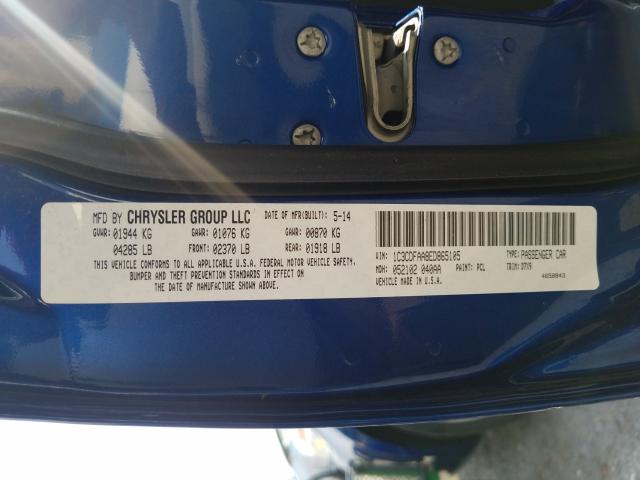 MFD BY CHRYSLER GROUP LLC DATE OF MFR(BUILT): 5-14
GVWR: 01944 KG GAWR: 01076 KG GAWR: 00870 KG
04285 LB FRONT: 02370 LB REAR: 01918 LB
THIS VEHICLE CONFORMS TO ALL APPLICABLE U.S.A. FEDERAL MOTOR VEHICLE SAFETY,
BUMPER AND THEFT PREVENTION STANDARDS IN EFFECT ON
THE DATE OF MANUFACTURE SHOWN ABOVE.
VIN: 1C3CDFAA8ED865105 TYPE: PASSENGER CAR
MDH: 052102 040AA PAINT: PCL TRIM: D7X9
VEHICLE MADE IN U.S.A. 4658843